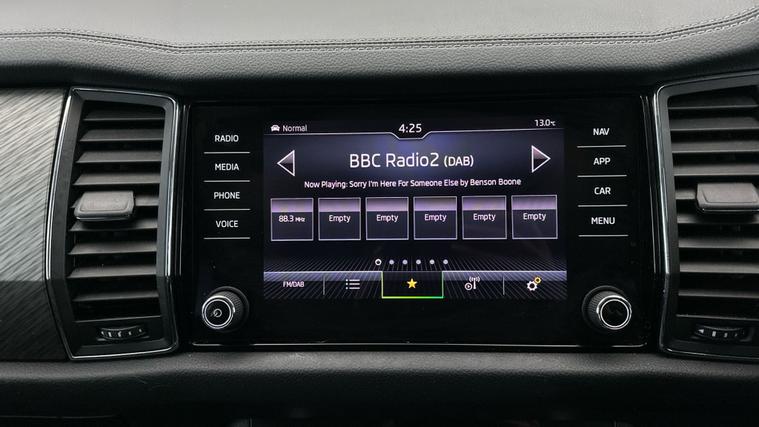 Normal
4:25
13.0°C
BBC Radio2 (DAB)
Now Playing: Sorry I'm Here For Someone Else by Benson Boone
88.3 MHz
Empty
Empty
Empty
Empty
Empty
FM/DAB
RADIO
MEDIA
PHONE
VOICE
NAV
APP
CAR
MENU